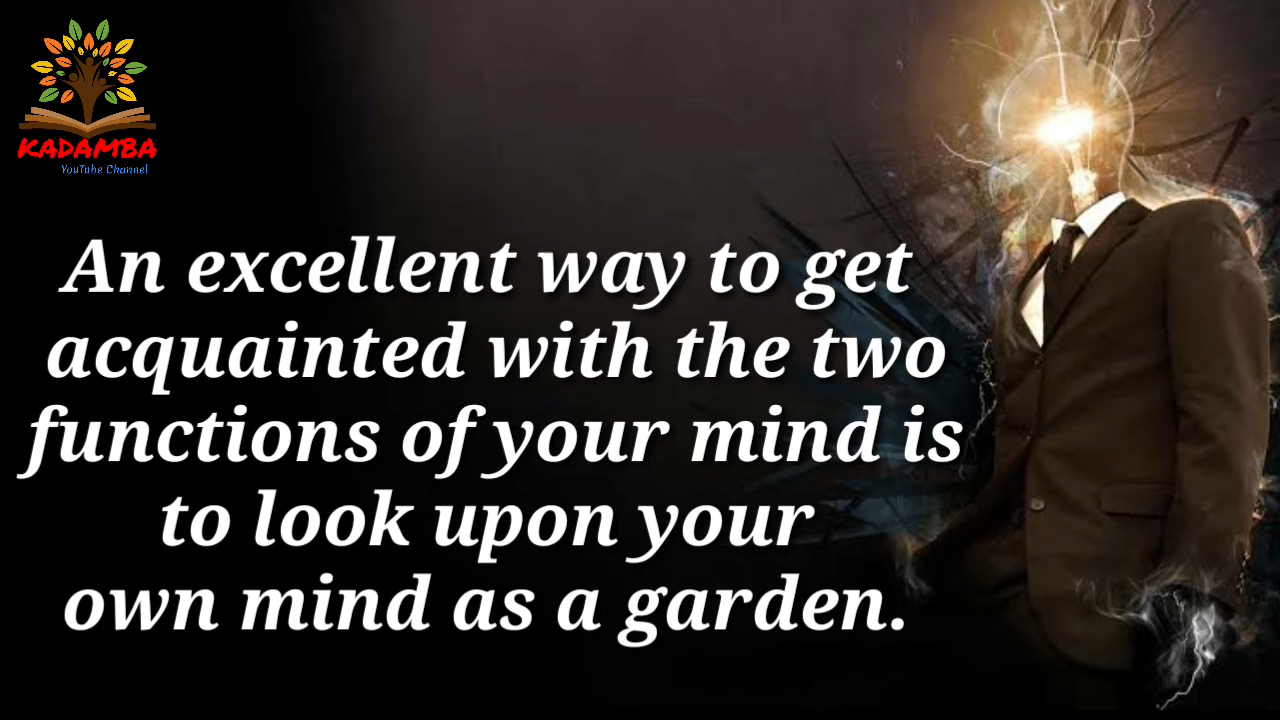 KADAMBA
YouTube Channel
An excellent way to get
acquainted with the two
functions of your mind is
to look upon your
own mind as a garden.